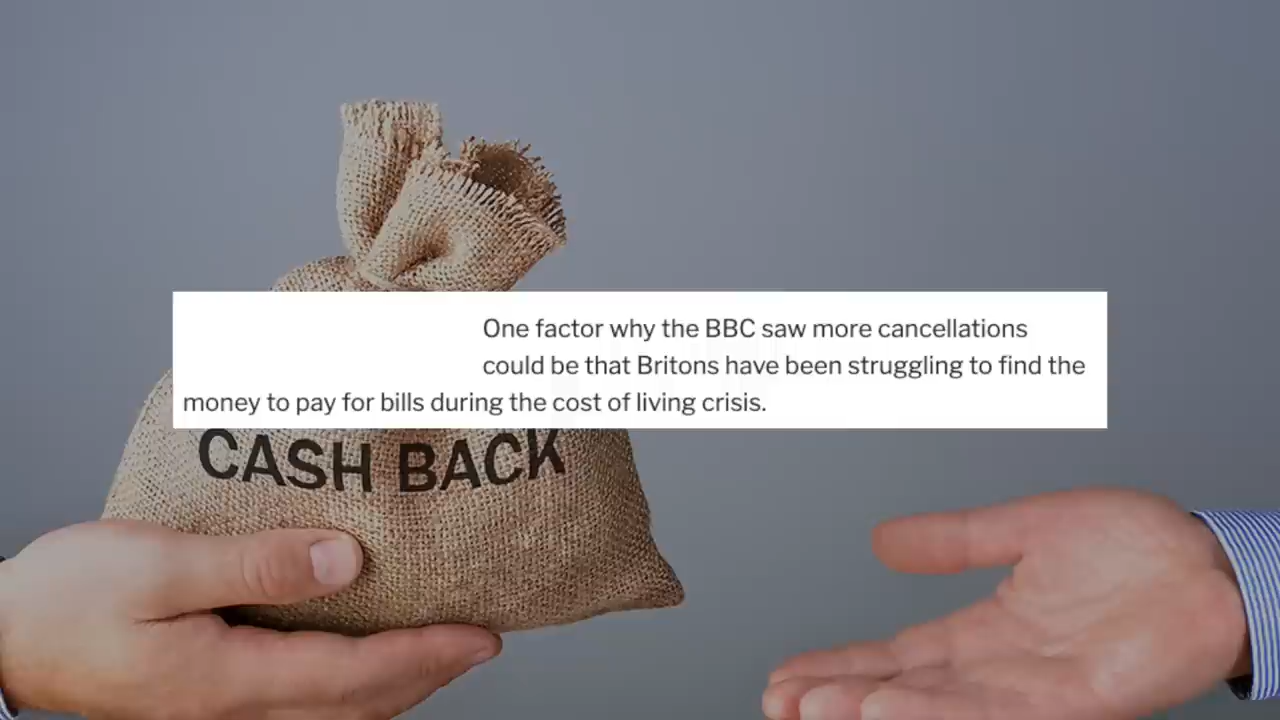 One factor why the BBC saw more cancellations
could be that Britons have been struggling to find the
money to pay for bills during the cost of living crisis.
CASH BACK